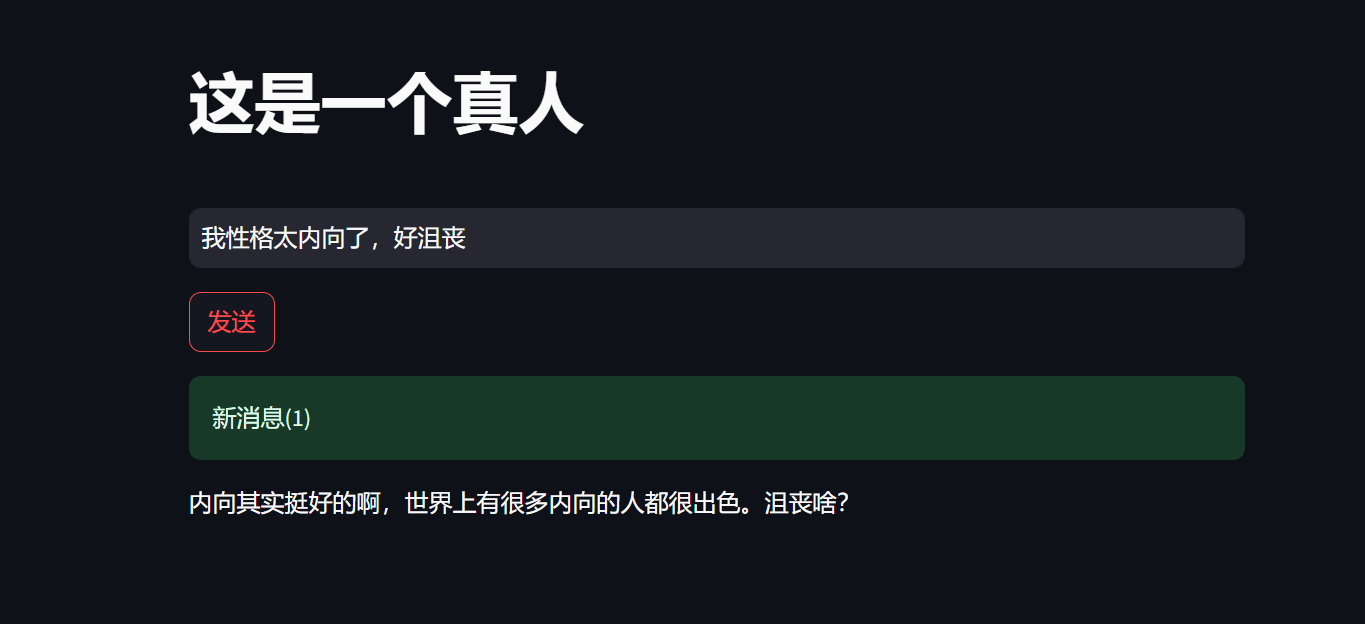 这是一个真人
我性格太内向了，好沮丧
发送
新消息(1)
内向其实挺好的啊，世界上有很多内向的人都很出色。沮丧啥？